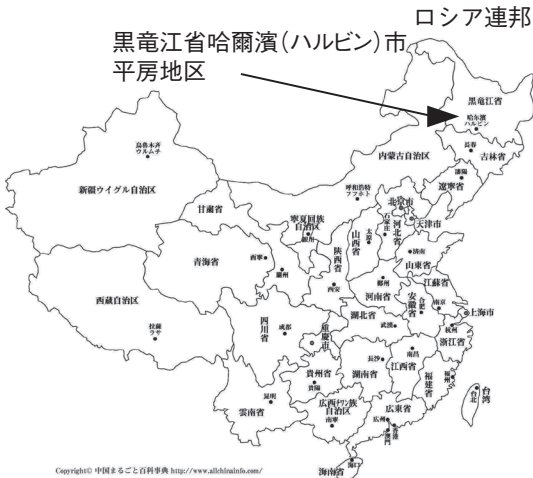 ロシア連邦
黒竜江省哈爾濱(ハルビン)市
平房地区
黒竜江省
哈尔濱
ハルビン
長春
吉林省
瀋陽
遼寧省
内蒙古自治区
烏魯木斉
ウルムチ
新疆ウイグル自治区
呼和浩特
フフホト
北京市
天津市
甘粛省
寧夏回族
自治区
銀川
山西省
太原
石家庄
河北省
済南
山東省
青海省
西寧
蘭州
陝西省
西安
鄭州
河南省
江蘇省
安徽省
合肥
南京
上海市
西蔵自治区
拉薩
ラサ
四川省
成都
重慶市
湖北省
武漢
杭州
浙江省
長沙
湖南省
南昌
江西省
貴州省
貴陽
福建省
福州
台湾
台北
雲南省
昆明
広西チワン族
自治区
南寧
広東省
広州
香港
澳門
海口
海南省
Copyright© 中国まるごと百科事典 http://www.allchinainfo.com/